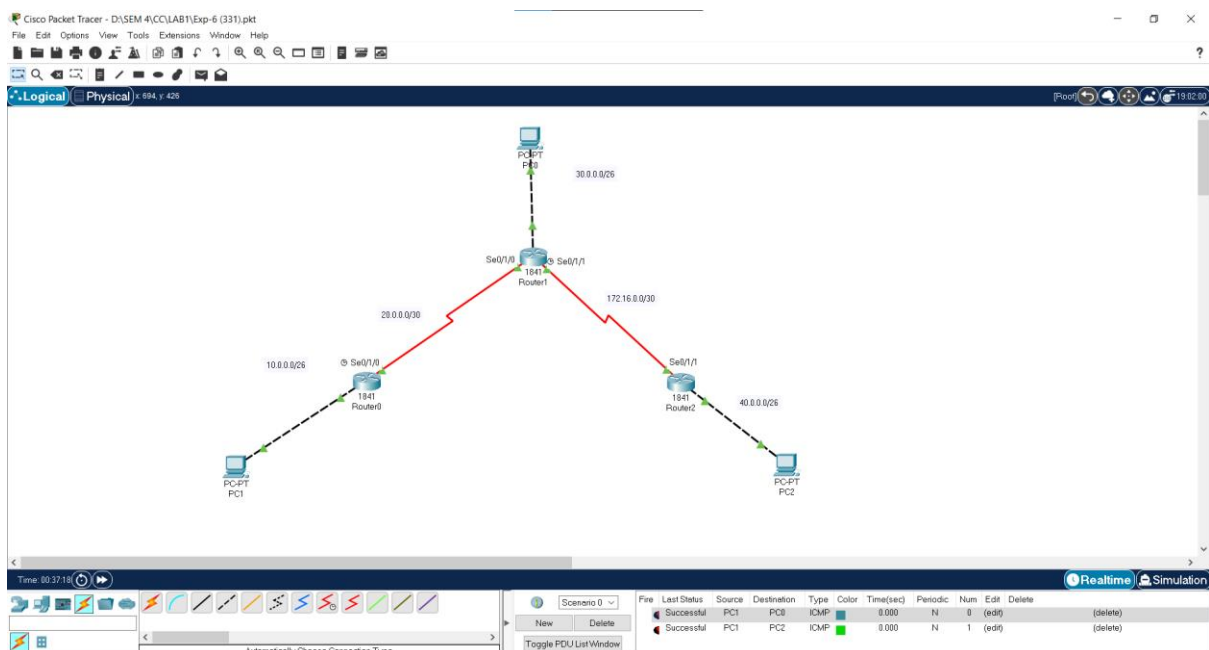 Cisco Packet Tracer - D:\SEM 4\CC\LAB1\Exp-6 (331).pkt
File Edit Options View Tools Extensions Window Help
?
Logical Physical x: 694, y: 426 [Root] 19:02:00
PC-PT
PC0
30.0.0.0/26
Se0/1/0 Se0/1/1
1841
Router1
172.16.0.0/30
20.0.0.0/30
10.0.0.0/26 Se0/1/0 Se0/1/1
1841 1841
Router0 Router2
40.0.0.0/26
PC-PT PC-PT
PC1 PC2
Time: 00:37:18 Realtime Simulation
Scenario 0 Fire Last Status Source Destination Type Color Time(sec) Periodic Num Edit Delete
New Delete Successful PC1 PC0 ICMP 0.000 N 0 (edit) (delete)
Toggle PDU List Window Successful PC1 PC2 ICMP 0.000 N 1 (edit) (delete)
Automatically Choose Connection Type